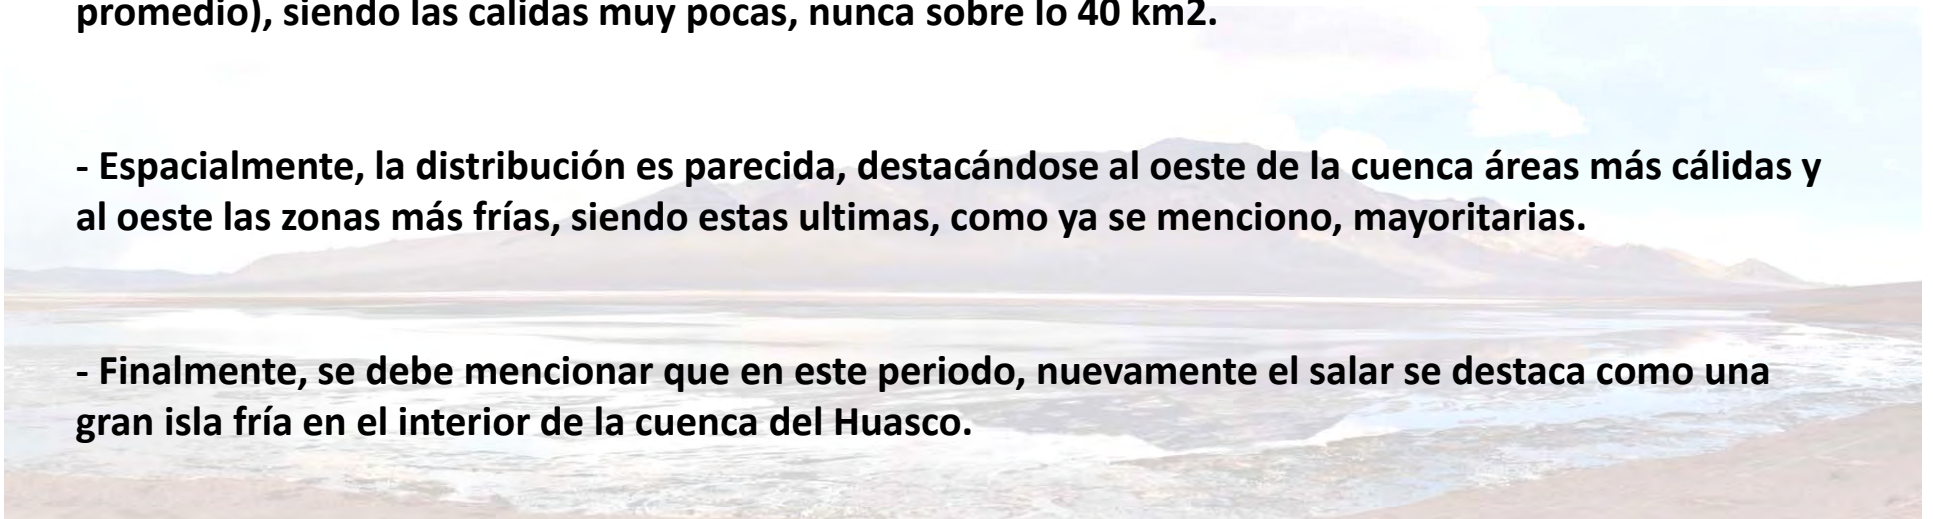 promedio), siendo las calidas muy pocas, nunca sobre lo 40 km2.
- Espacialmente, la distribución es parecida, destacándose al oeste de la cuenca áreas más cálidas y
al oeste las zonas más frías, siendo estas ultimas, como ya se menciono, mayoritarias.
- Finalmente, se debe mencionar que en este periodo, nuevamente el salar se destaca como una
gran isla fría en el interior de la cuenca del Huasco.